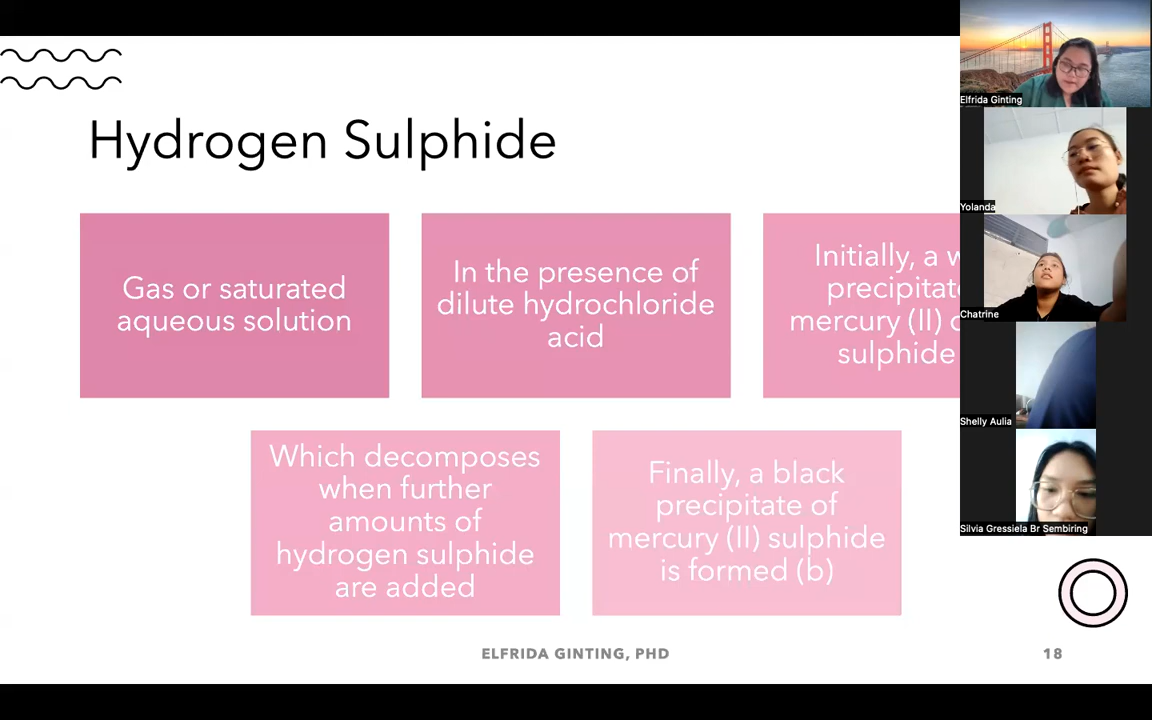 Hydrogen Sulphide
Gas or saturated
aqueous solution
In the presence of
dilute hydrochloride
acid
Initially, a
mercury (II)
sulphide
Which decomposes
when further
amounts of
hydrogen sulphide
are added
Finally, a black
precipitate of
mercury (II) sulphide
is formed (b)
ELFRIDA GINTING, PHD
18
Elfrida Ginting
Yolanda
Chatrine
Shelly Aulia
Silvia Gressiela Br Sembiring